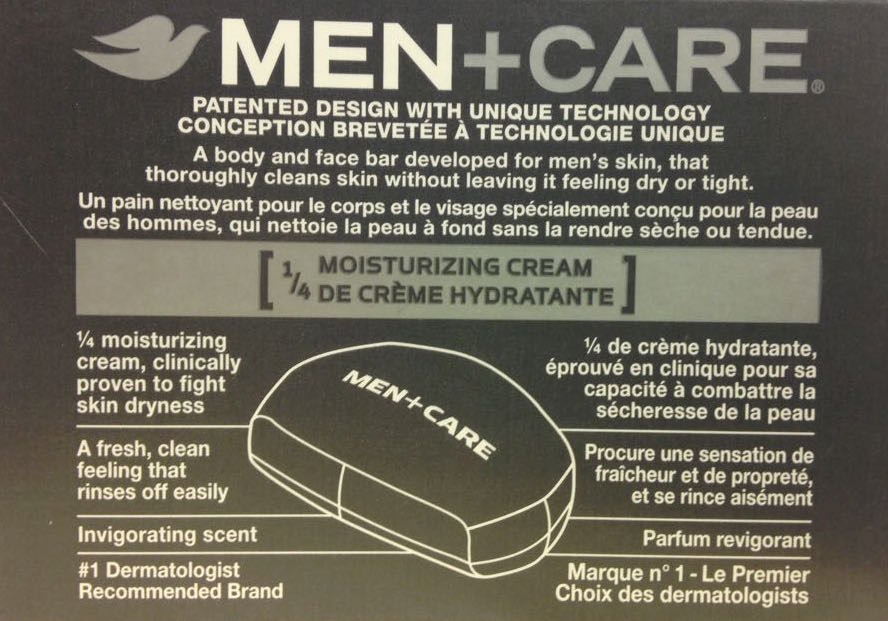 MEN+CARE®
PATENTED DESIGN WITH UNIQUE TECHNOLOGY
CONCEPTION BREVETÉE À TECHNOLOGIE UNIQUE
A body and face bar developed for men's skin, that
thoroughly cleans skin without leaving it feeling dry or tight.
Un pain nettoyant pour le corps et le visage spécialement conçu pour la peau
des hommes, qui nettoie la peau à fond sans la rendre sèche ou tendue.
[ 1/4 MOISTURIZING CREAM
DE CRÈME HYDRATANTE ]
¼ moisturizing
cream, clinically
proven to fight
skin dryness
A fresh, clean
feeling that
rinses off easily
Invigorating scent
#1 Dermatologist
Recommended Brand
MEN+CARE
¼ de crème hydratante,
éprouvé en clinique pour sa
capacité à combattre la
sécheresse de la peau
Procure une sensation de
fraîcheur et de propreté,
et se rince aisément
Parfum revigorant
Marque n° 1 - Le Premier
Choix des dermatologists